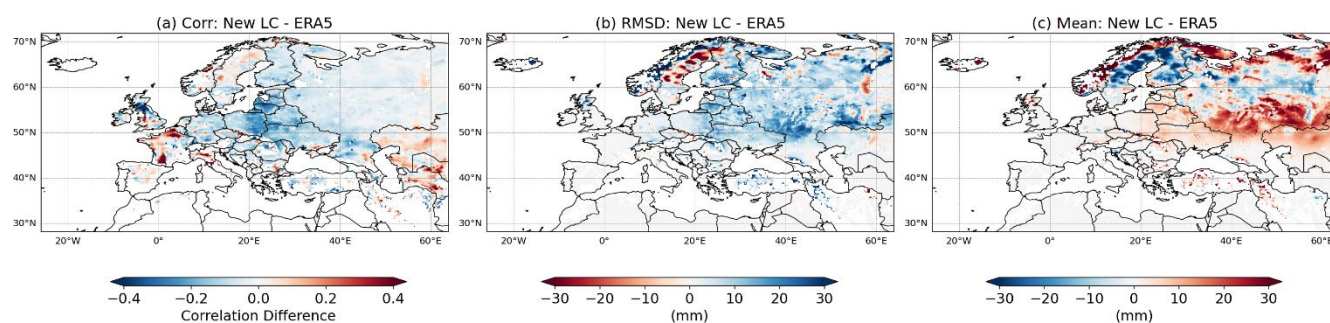 (a) Corr: New LC - ERA5
(b) RMSD: New LC - ERA5
(c) Mean: New LC - ERA5
70°N
60°N
50°N
40°N
30°N
20°W 0° 20°E 40°E 60°E
70°N
60°N
50°N
40°N
30°N
20°W 0° 20°E 40°E 60°E
70°N
60°N
50°N
40°N
30°N
20°W 0° 20°E 40°E 60°E
−0.4 −0.2 0.0 0.2 0.4
Correlation Difference
−30 −20 −10 0 10 20 30
(mm)
−30 −20 −10 0 10 20 30
(mm)